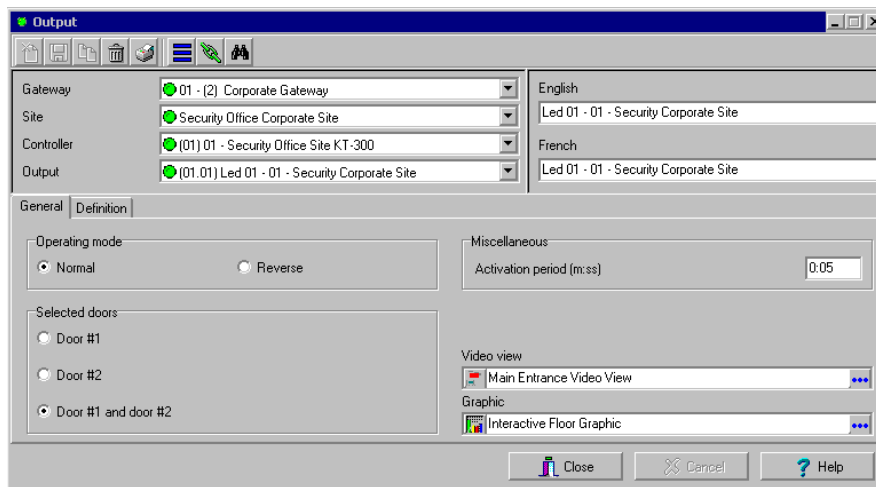 Output
Gateway
01 - (2) Corporate Gateway
English
Site
Security Office Corporate Site
Led 01 - 01 - Security Corporate Site
Controller
(01) 01 - Security Office Site KT-300
French
Output
(01.01) Led 01 - 01 - Security Corporate Site
Led 01 - 01 - Security Corporate Site
General
Definition
Operating mode
Normal
Reverse
Miscellaneous
Activation period (m:ss)
0:05
Selected doors
Door #1
Door #2
Door #1 and door #2
Video view
Main Entrance Video View
Graphic
Interactive Floor Graphic
Close
Cancel
Help